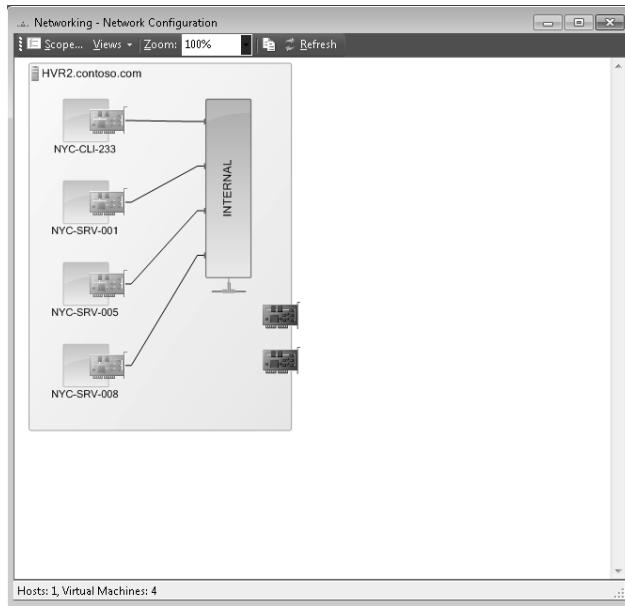 Networking - Network Configuration
Scope... Views Zoom: 100% Refresh
HVR2.contoso.com
NYC-CLI-233
INTERNAL
NYC-SRV-001
NYC-SRV-005
NYC-SRV-008
Hosts: 1, Virtual Machines: 4